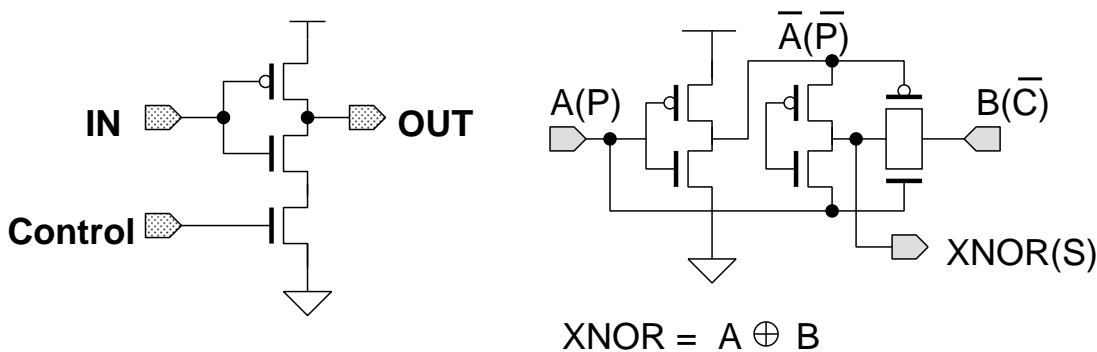 IN
OUT
Control
A̅(P̅)
A(P)
B(C̅)
XNOR(S)
XNOR = A ⊕ B